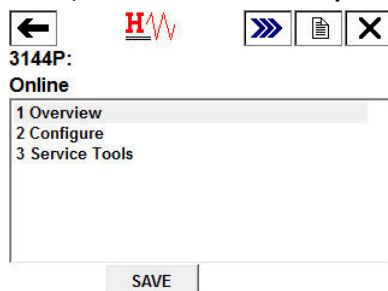 H
3144P:
Online
1 Overview
2 Configure
3 Service Tools
SAVE